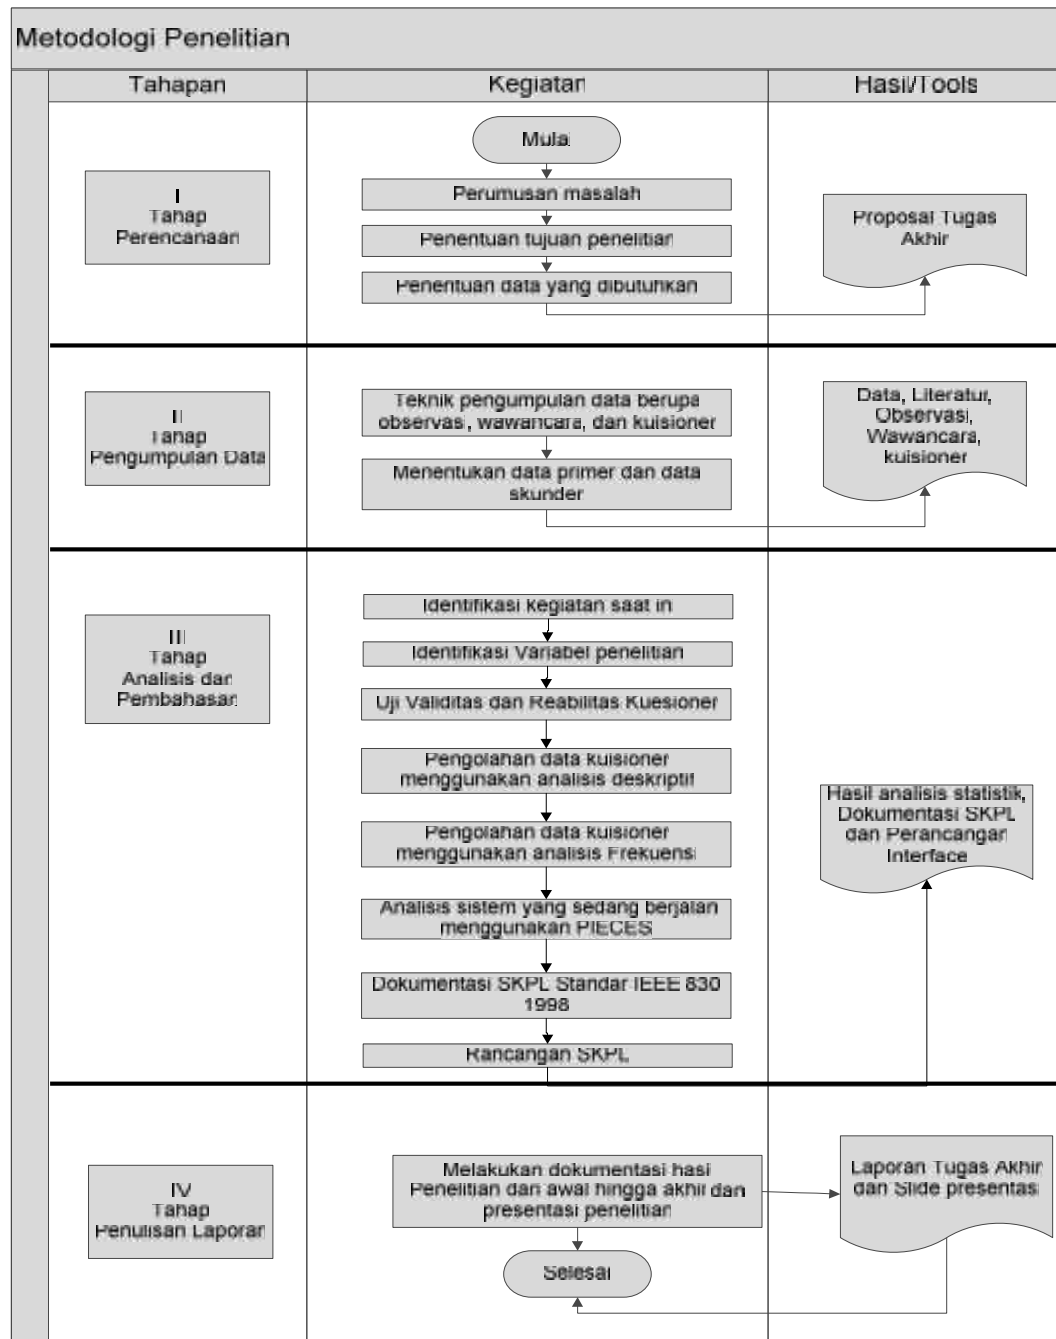 Metodologi Penelitian
Tahapan
Kegiatan
Hasil/Tools
I
Tahap
Perencanaan
Mulai
Perumusan masalah
Penentuan tujuan penelitian
Penentuan data yang dibutuhkan
Proposal Tugas
Akhir
II
Tahap
Pengumpulan Data
Teknik pengumpulan data berupa
observasi, wawancara, dan kuisioner
Menentukan data primer dan data
skunder
Data, Literatur,
Observasi,
Wawancara,
kuisioner
III
Tahap
Analisis dan
Pembahasan
Identifikasi kegiatan saat in
Identifikasi Variabel penelitian
Uji Validitas dan Reabilitas Kuesioner
Pengolahan data kuisioner
menggunakan analisis deskriptif
Pengolahan data kuisioner
menggunakan analisis Frekuensi
Analisis sistem yang sedang berjalan
menggunakan PIECES
Dokumentasi SKPL Standar IEEE 830
1998
Rancangan SKPL
Hasil analisis statistik,
Dokumentasi SKPL
dan Perancangan
Interface
IV
Tahap
Penulisan Laporan
Melakukan dokumentasi hasi
Penelitian dari awal hingga akhir dan
presentasi penelitian
Selesai
Laporan Tugas Akhir
dan Slide presentasi